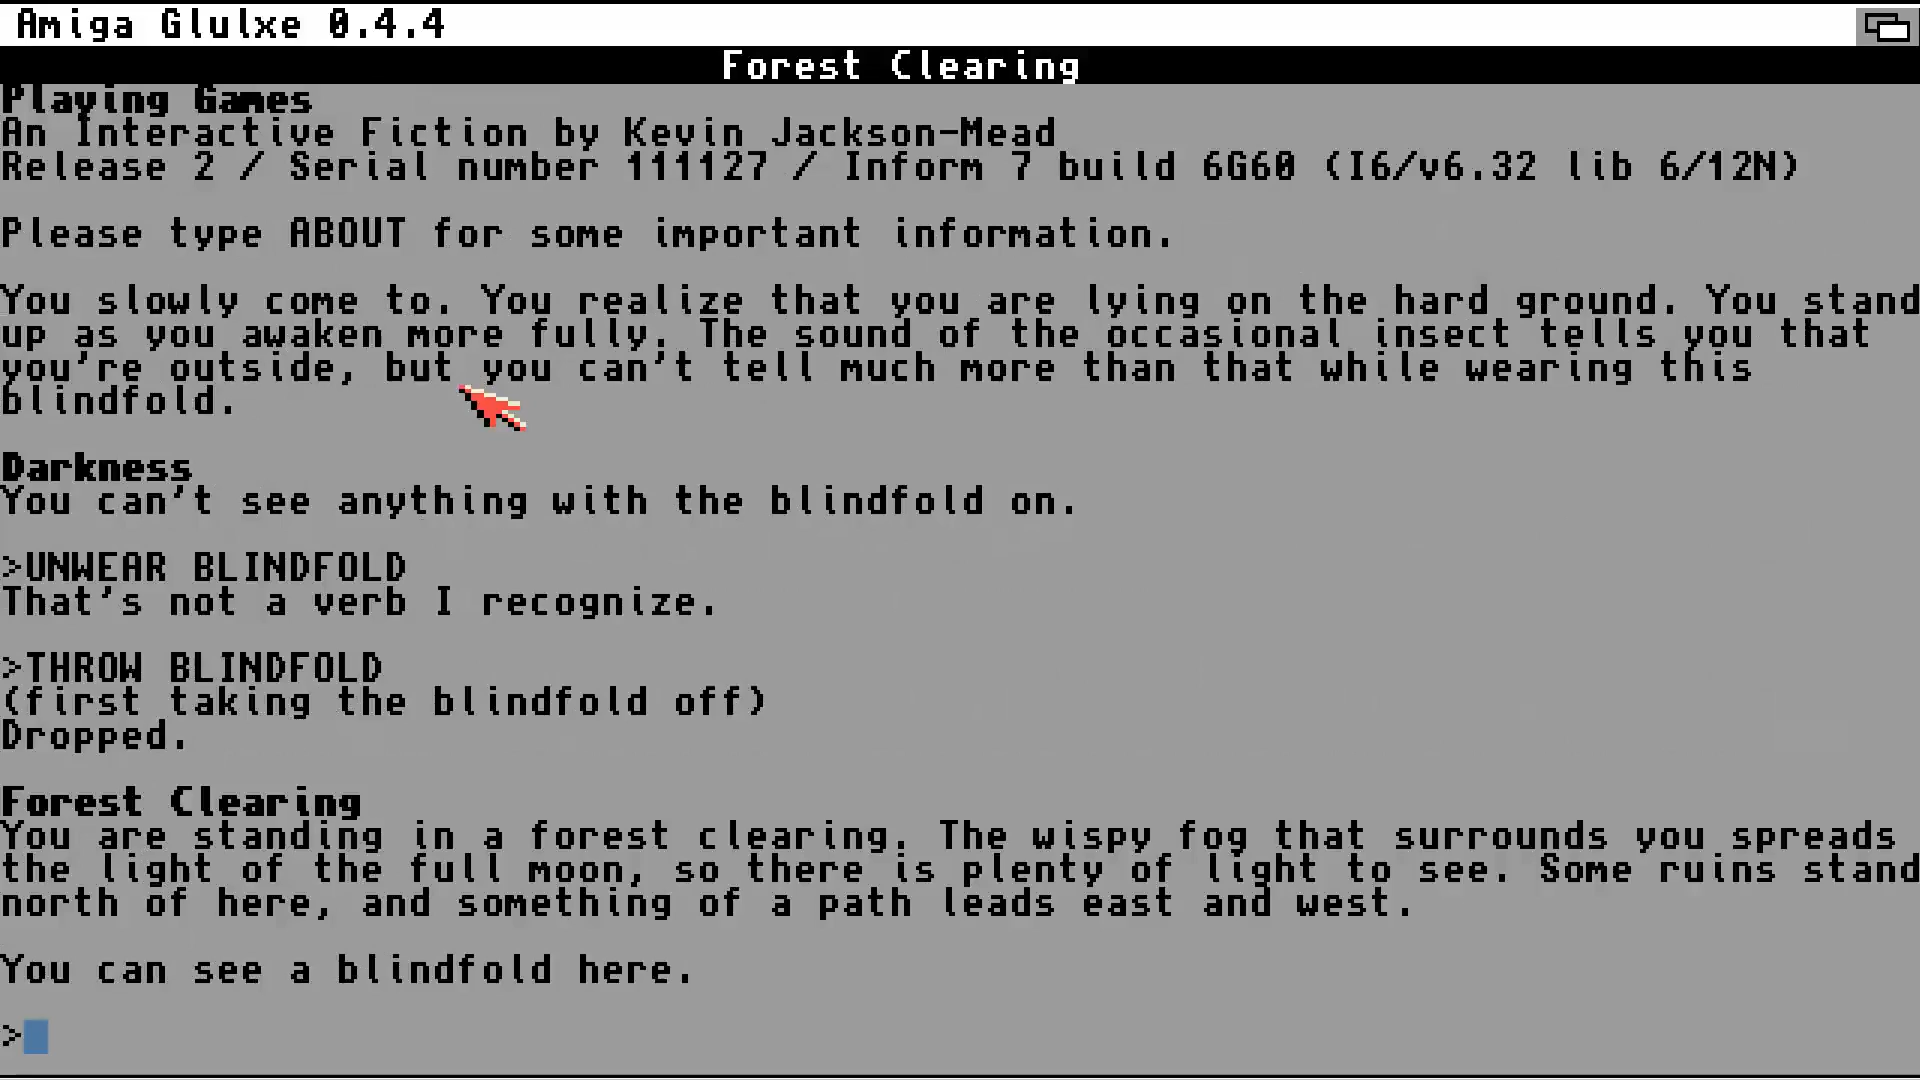 Amiga Glulxe 0.4.4
Forest Clearing
Playing Games
An Interactive Fiction by Kevin Jackson-Mead
Release 2 / Serial number 111127 / Inform 7 build 6G60 (I6/v6.32 lib 6/12N)
Please type ABOUT for some important information.
You slowly come to. You realize that you are lying on the hard ground. You stand
up as you awaken more fully. The sound of the occasional insect tells you that
you're outside, but you can't tell much more than that while wearing this
blindfold.
Darkness
You can't see anything with the blindfold on.
>UNWEAR BLINDFOLD
That's not a verb I recognize.
>THROW BLINDFOLD
(first taking the blindfold off)
Dropped.
Forest Clearing
You are standing in a forest clearing. The wispy fog that surrounds you spreads
the light of the full moon, so there is plenty of light to see. Some ruins stand
north of here, and something of a path leads east and west.
You can see a blindfold here.
>